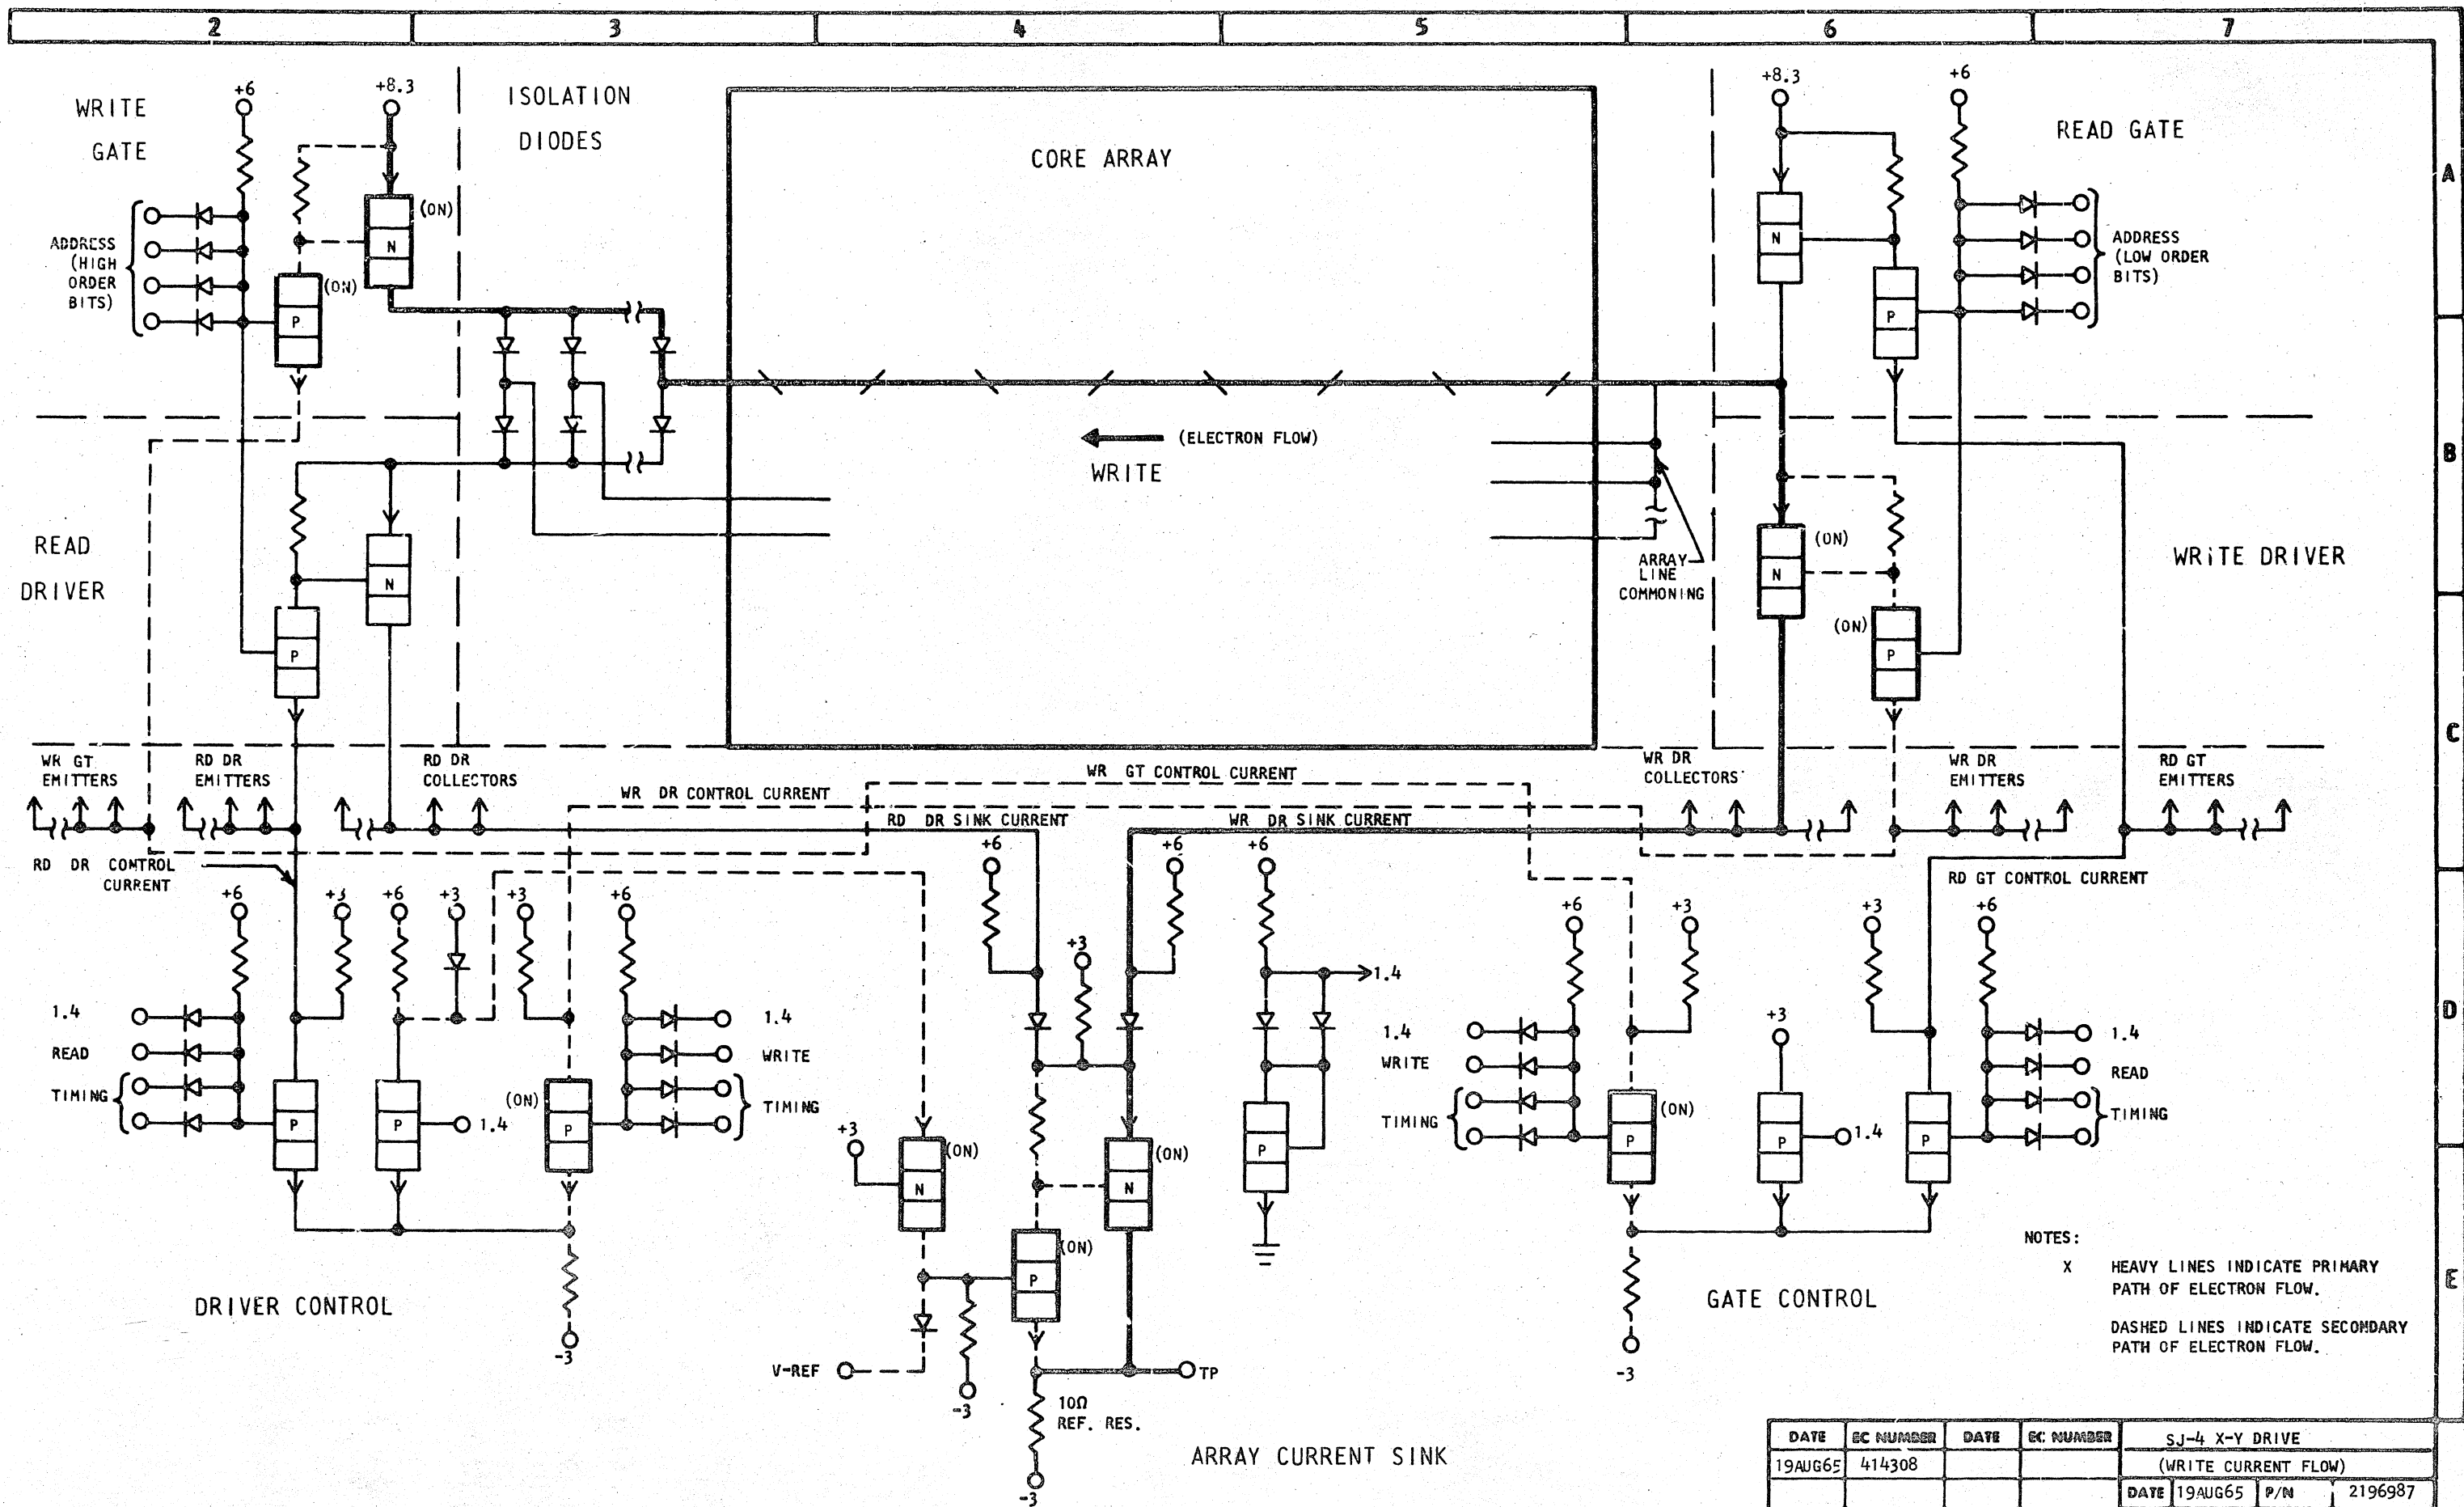 2 3 4 5 6 7
+6 +8.3
WRITE
GATE
ISOLATION
DIODES
CORE ARRAY
+8.3 +6
READ GATE
A
(ON)
N
ADDRESS
(HIGH
ORDER
BITS)
(ON)
P
N
ADDRESS
(LOW ORDER
BITS)
P
(ELECTRON FLOW)
WRITE
B
READ
DRIVER
N
P
ARRAY
LINE
COMMONING
(ON)
N
WRITE DRIVER
(ON)
P
C
WR GT
EMITTERS
RD DR
EMITTERS
RD DR
COLLECTORS
WR DR CONTROL CURRENT
WR GT CONTROL CURRENT
WR DR
COLLECTORS
WR DR
EMITTERS
RD GT
EMITTERS
RD DR SINK CURRENT
WR DR SINK CURRENT
RD DR CONTROL
CURRENT
RD GT CONTROL CURRENT
+6 +3 +6 +3 +3 +6
+6 +3 +6 +6
+6 +3 +3 +6
1.4
READ
TIMING
P
P
1.4
(ON)
P
1.4
WRITE
TIMING
D
1.4
+3
(ON)
N
(ON)
N
P
1.4
WRITE
TIMING
(ON)
P
+3
P
1.4
P
1.4
READ
TIMING
(ON)
P
-3
DRIVER CONTROL
V-REF
-3
TP
10Ω
REF. RES.
-3
ARRAY CURRENT SINK
-3
GATE CONTROL
NOTES:
X HEAVY LINES INDICATE PRIMARY
PATH OF ELECTRON FLOW.
DASHED LINES INDICATE SECONDARY
PATH OF ELECTRON FLOW.
E
DATE EC NUMBER DATE EC NUMBER SJ-4 X-Y DRIVE
19AUG65 414308 (WRITE CURRENT FLOW)
DATE 19AUG65 P/N 2196987